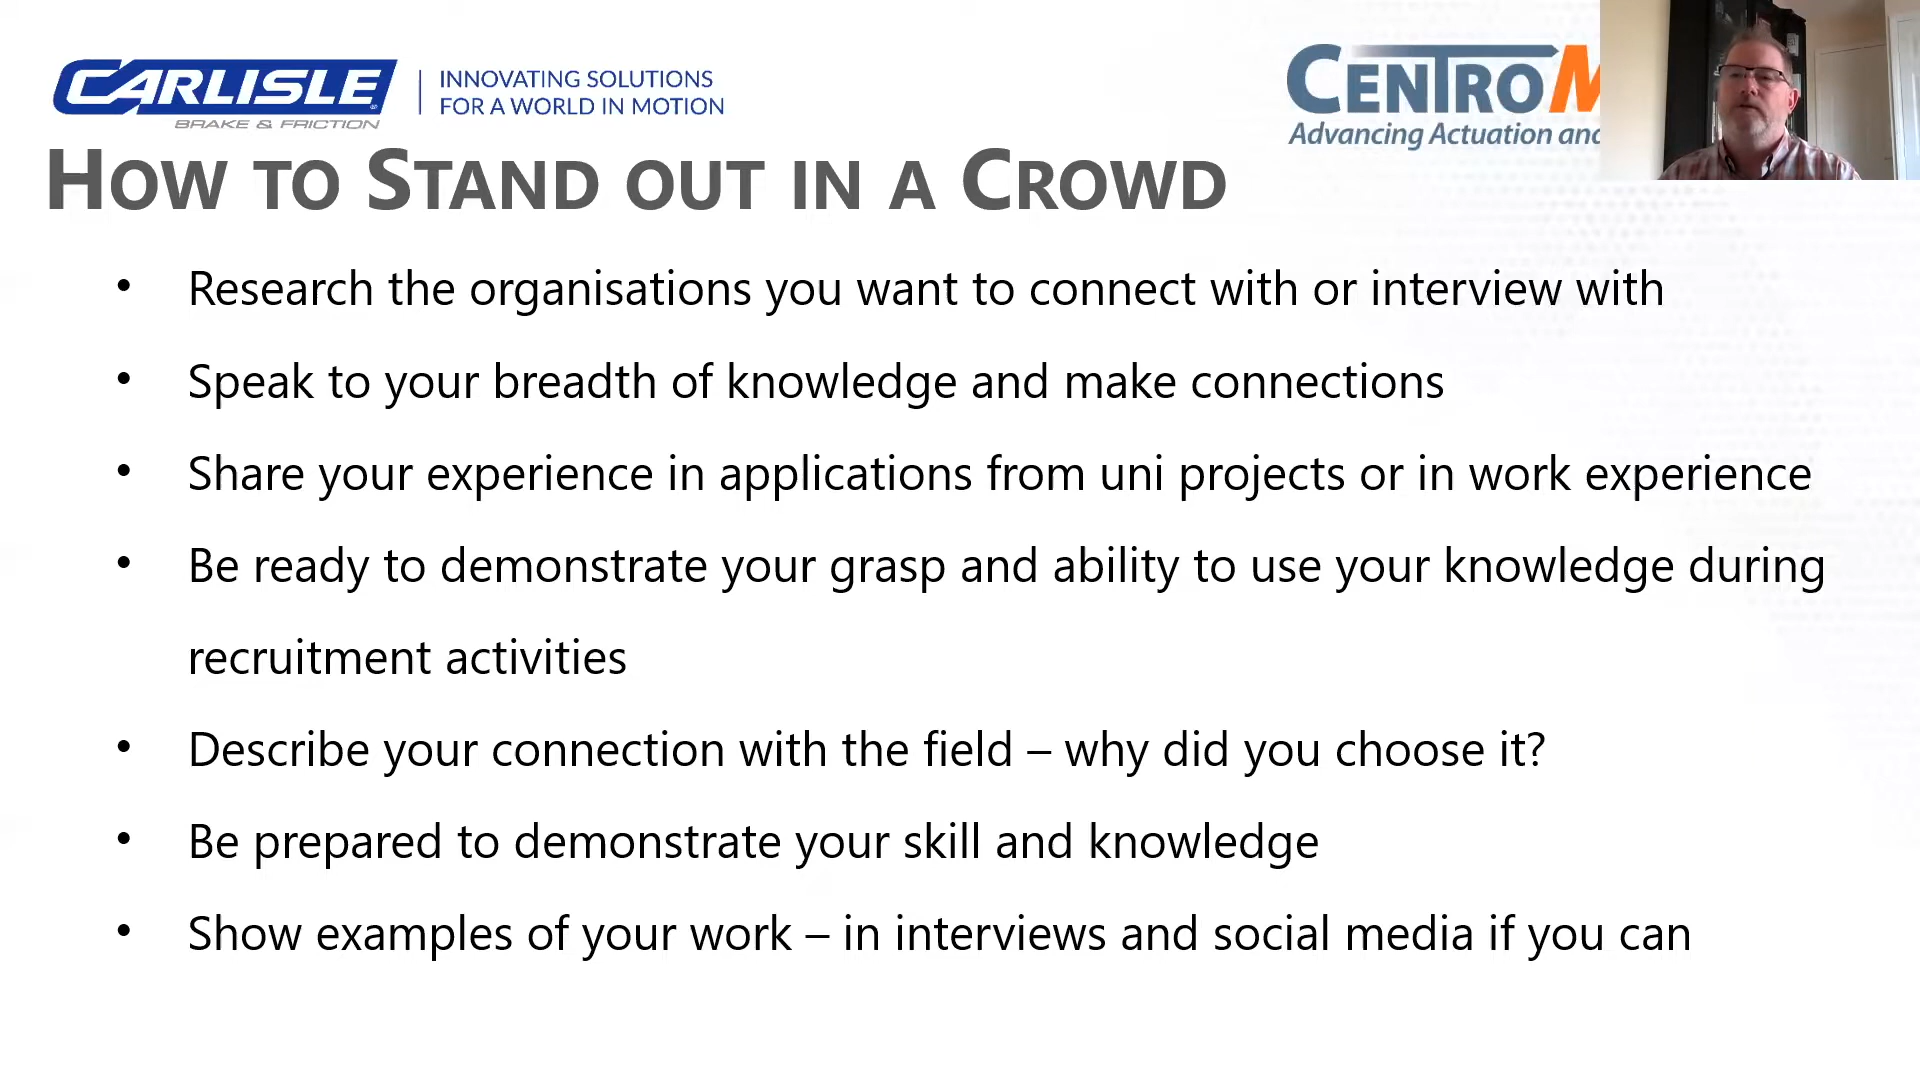 CARLISLE
BRAKE & FRICTION
INNOVATING SOLUTIONS
FOR A WORLD IN MOTION
CENTROM
Advancing Actuation and
HOW TO STAND OUT IN A CROWD
• Research the organisations you want to connect with or interview with
• Speak to your breadth of knowledge and make connections
• Share your experience in applications from uni projects or in work experience
• Be ready to demonstrate your grasp and ability to use your knowledge during
recruitment activities
• Describe your connection with the field – why did you choose it?
• Be prepared to demonstrate your skill and knowledge
• Show examples of your work – in interviews and social media if you can